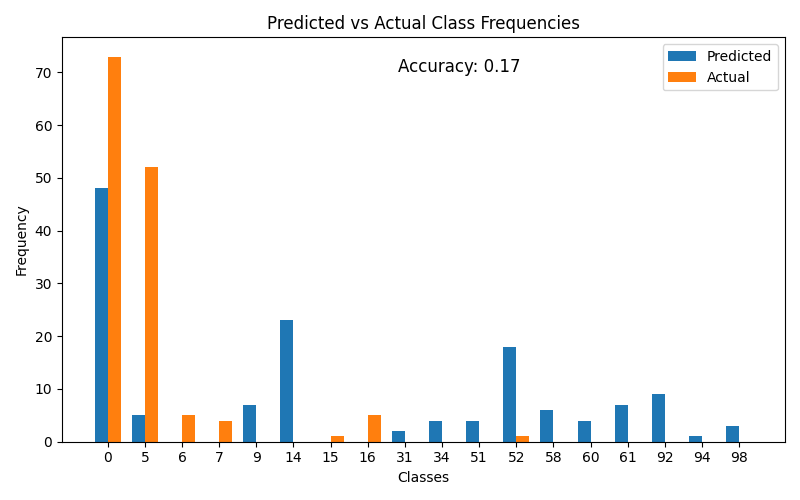 Predicted vs Actual Class Frequencies
Accuracy: 0.17
Predicted
Actual
Frequency
70
60
50
40
30
20
10
0
0 5 6 7 9 14 15 16 31 34 51 52 58 60 61 92 94 98
Classes